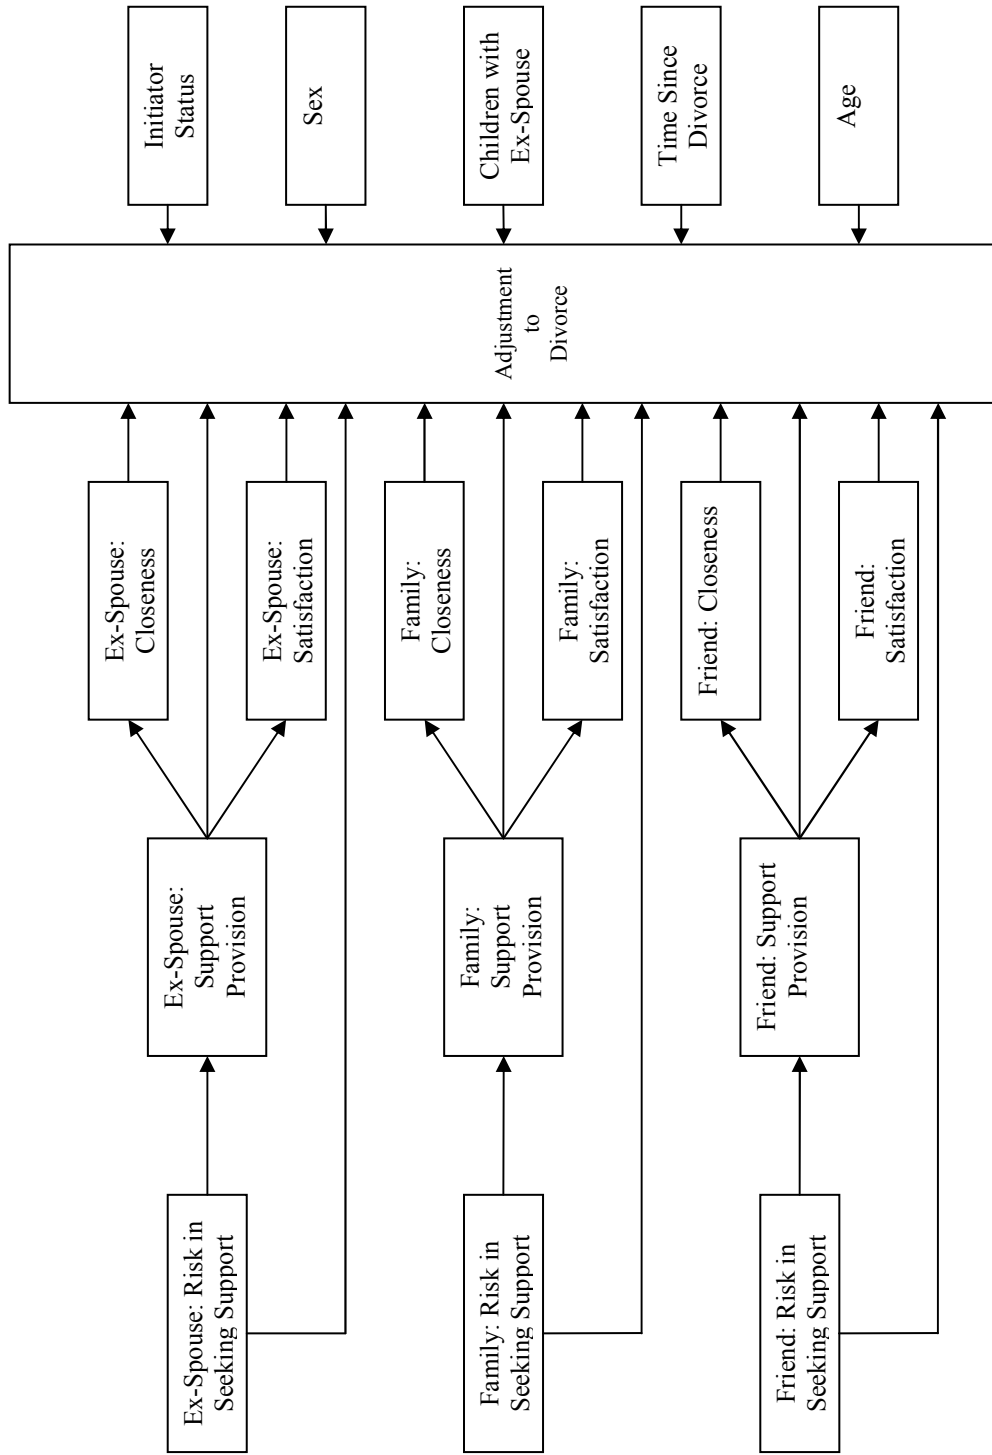 Initiator
Status
Sex
Children with
Ex-Spouse
Time Since
Divorce
Age
Adjustment
to
Divorce
Ex-Spouse:
Closeness
Ex-Spouse:
Satisfaction
Family:
Closeness
Family:
Satisfaction
Friend: Closeness
Friend:
Satisfaction
Ex-Spouse:
Support
Provision
Family:
Support
Provision
Friend: Support
Provision
Ex-Spouse: Risk in
Seeking Support
Family: Risk in
Seeking Support
Friend: Risk in
Seeking Support